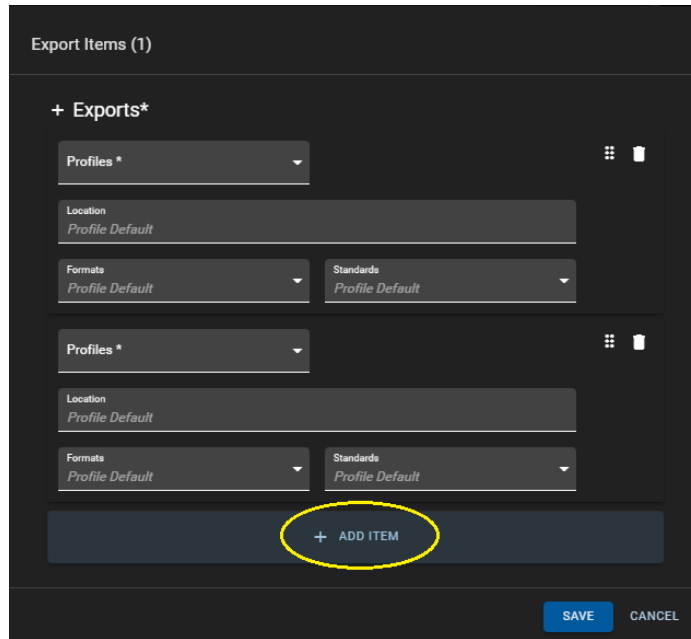 Export Items (1)
+ Exports*
Profiles *
Location
Profile Default
Formats Standards
Profile Default Profile Default
Profiles *
Location
Profile Default
Formats Standards
Profile Default Profile Default
+ ADD ITEM
SAVE CANCEL